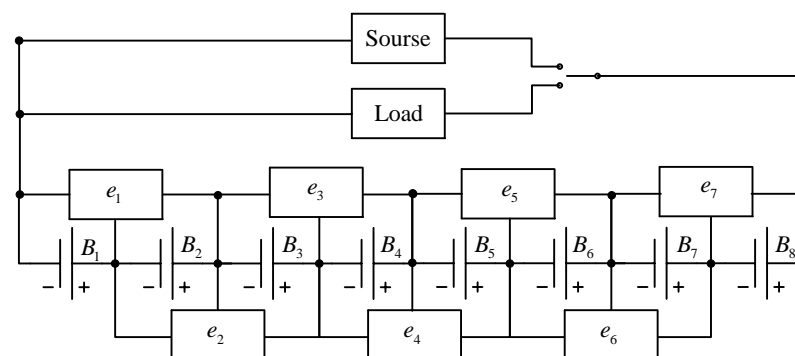 Sourse
Load
e₁ e₃ e₅ e₇
B₁ B₂ B₃ B₄ B₅ B₆ B₇ B₈
− + − + − + − + − + − + − + − +
e₂ e₄ e₆